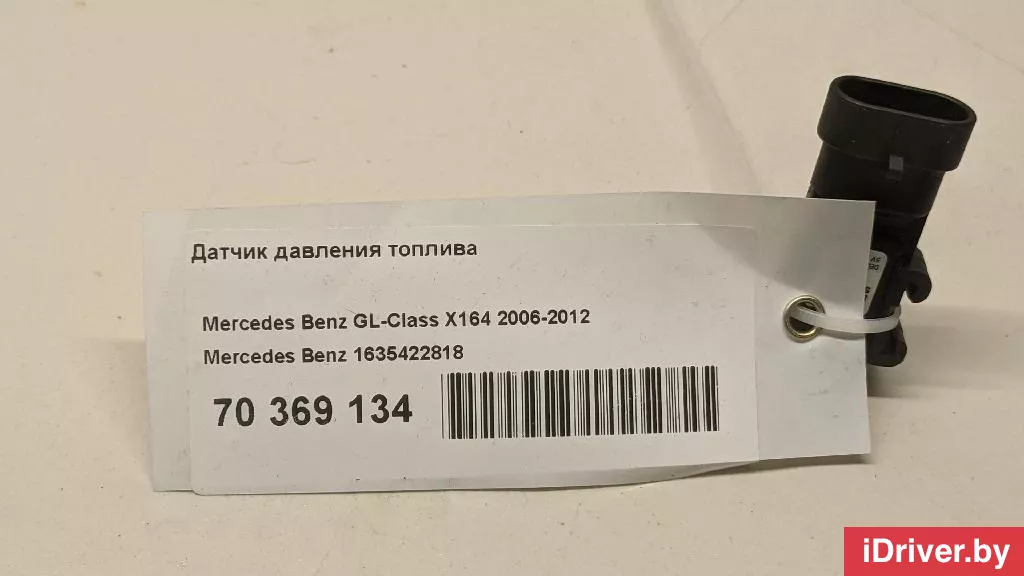 Датчик давления топлива
Mercedes Benz GL-Class X164 2006-2012
Mercedes Benz 1635422818
70 369 134
iDriver.by